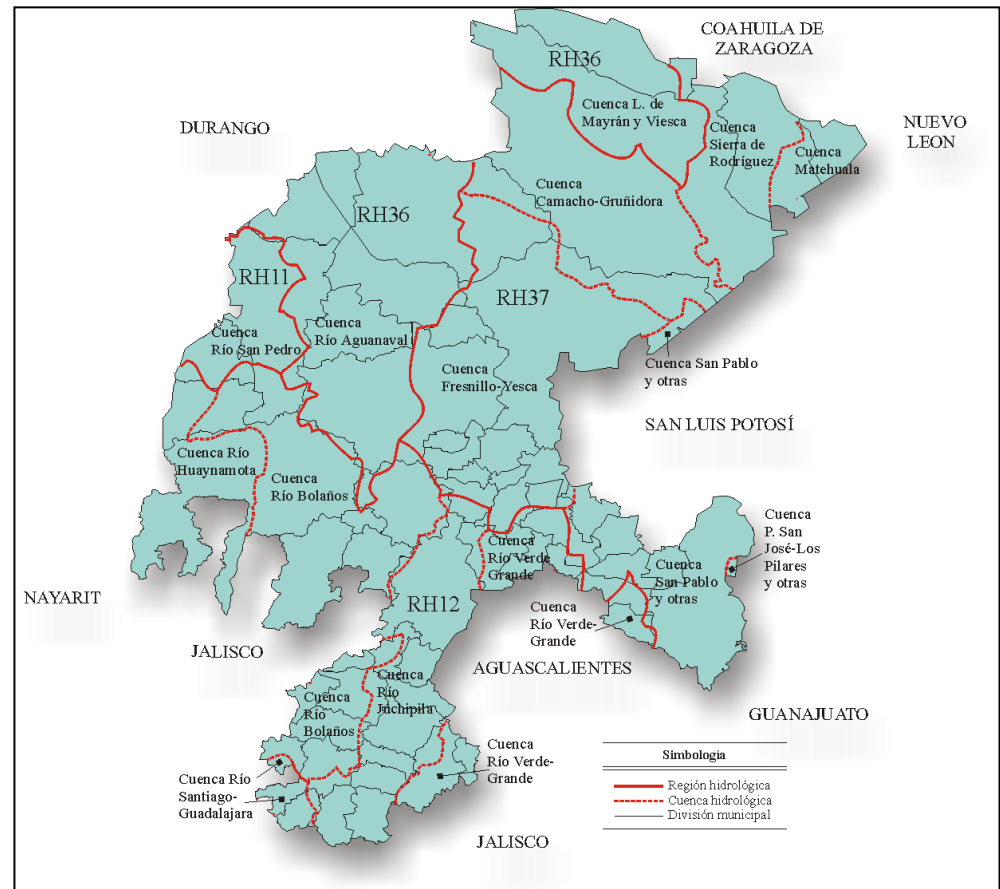 COAHUILA DE
ZARAGOZA
RH36
Cuenca L. de
Mayrán y Viesca
DURANGO
NUEVO
LEON
Cuenca
Sierra de
Rodríguez
Cuenca
Matehuala
Cuenca
Camacho-Gruñidora
RH36
RH11
RH37
Cuenca
Río San Pedro
Cuenca
Río Aguanaval
Cuenca
Fresnillo-Yesca
Cuenca San Pablo
y otras
SAN LUIS POTOSÍ
Cuenca Río
Huaynamota
Cuenca
Río Bolaños
Cuenca
P. San
José-Los
Pilares
y otras
Cuenca
Río Verde
Grande
Cuenca
San Pablo
y otras
NAYARIT
RH12
Cuenca
Río Verde-
Grande
JALISCO
AGUASCALIENTES
Cuenca
Río
Juchipila
Cuenca
Río
Bolaños
GUANAJUATO
Cuenca
Río Verde-
Grande
Cuenca Río
Santiago-
Guadalajara
Simbología
Región hidrológica
Cuenca hidrológica
División municipal
JALISCO